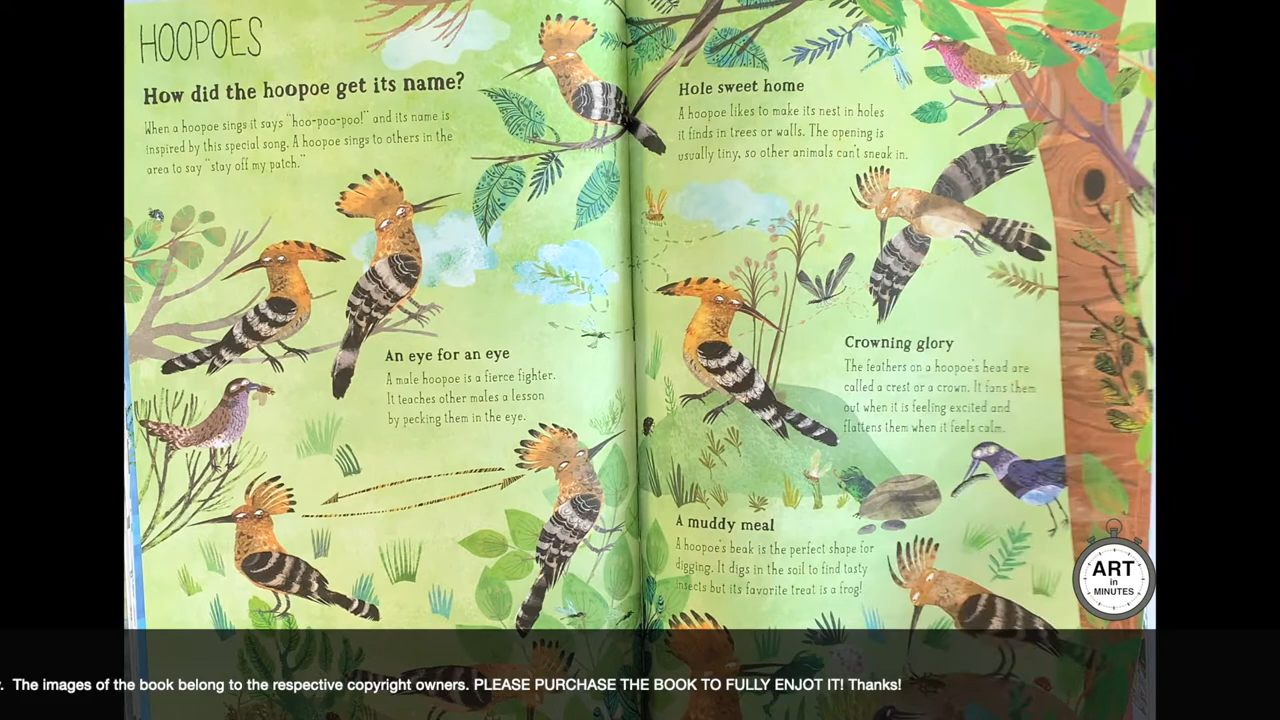 HOOPOES
How did the hoopoe get its name?
When a hoopoe sings it says "hoo-poo-poo!" and its name is
inspired by this special song. A hoopoe sings to others in the
area to say "stay off my patch."
An eye for an eye
A male hoopoe is a fierce fighter.
It teaches other males a lesson
by pecking them in the eye.
Hole sweet home
A hoopoe likes to make its nest in holes
it finds in trees or walls. The opening is
usually tiny, so other animals can't sneak in.
Crowning glory
The feathers on a hoopoe's head are
called a crest or a crown. It fans them
out when it is feeling excited and
flattens them when it feels calm.
A muddy meal
A hoopoe's beak is the perfect shape for
digging. It digs in the soil to find tasty
insects but its favorite treat is a frog!
ART
in
MINUTES
The images of the book belong to the respective copyright owners. PLEASE PURCHASE THE BOOK TO FULLY ENJOT IT! Thanks!